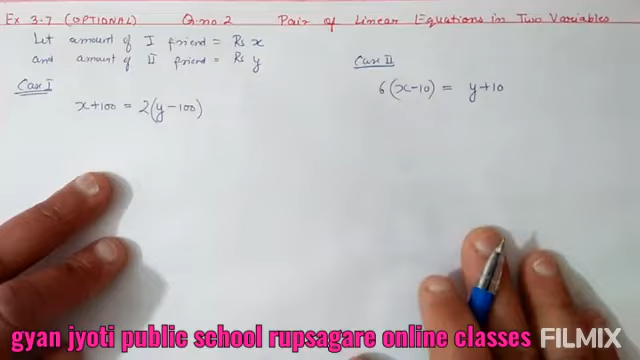 Ex 3.7 (OPTIONAL) Q.no 2 Pair of Linear Equations in Two Variables
Let amount of I friend = Rs x
and amount of II friend = Rs y
Case I
x+100 = 2(y-100)
Case II
6(x-10) = y+10
gyan jyoti public school rupsagare online classes
FILMIX